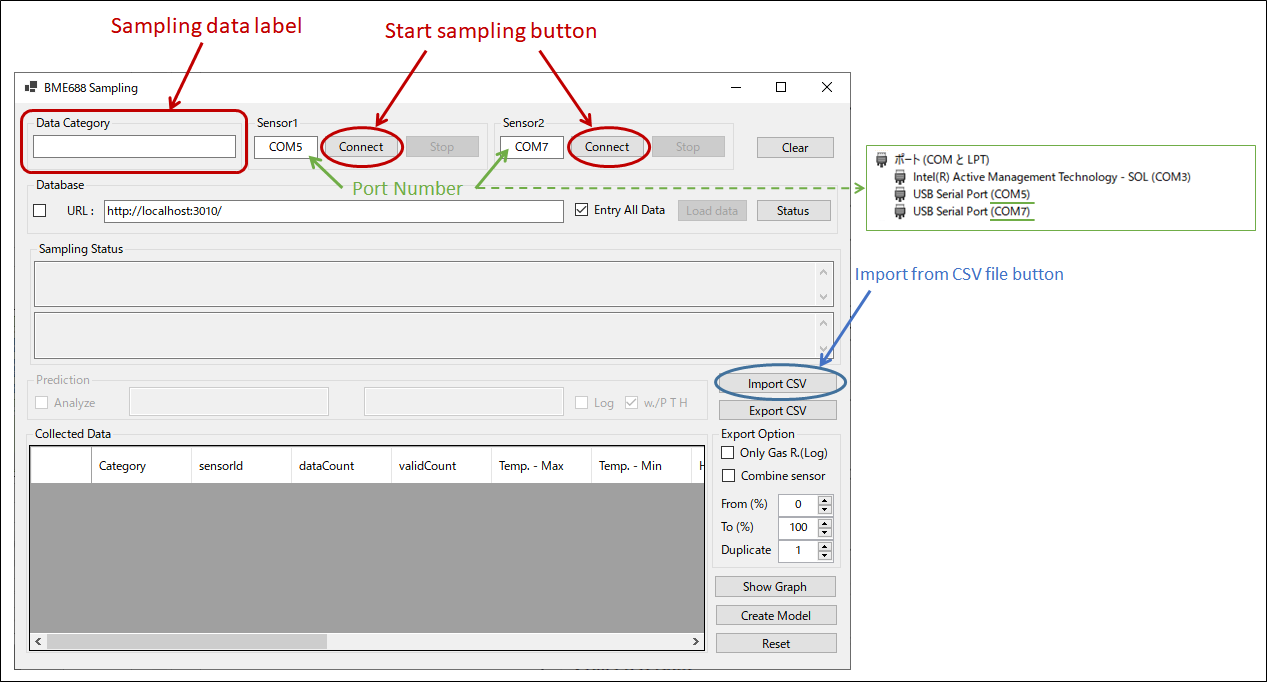 Sampling data label
Start sampling button
BME688 Sampling
Data Category
Sensor1
COM5
Connect
Stop
Sensor2
COM7
Connect
Stop
Clear
Port Number
ポート (COM と LPT)
Intel(R) Active Management Technology - SOL (COM3)
USB Serial Port (COM5)
USB Serial Port (COM7)
Database
URL :
http://localhost:3010/
Entry All Data
Load data
Status
Sampling Status
Import from CSV file button
Prediction
Analyze
Log
w./P T H
Import CSV
Export CSV
Collected Data
Category
sensorId
dataCount
validCount
Temp. - Max
Temp. - Min
Export Option
Only Gas R.(Log)
Combine sensor
From (%)
0
To (%)
100
Duplicate
1
Show Graph
Create Model
Reset